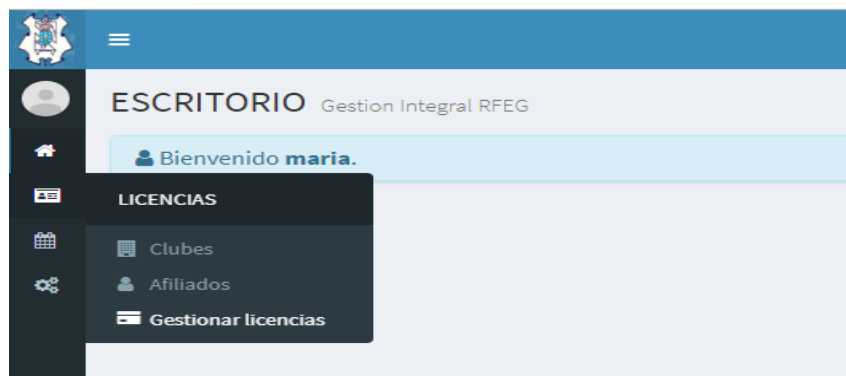 ESCRITORIO Gestion Integral RFEG
Bienvenido maria.
LICENCIAS
Clubes
Afiliados
Gestionar licencias